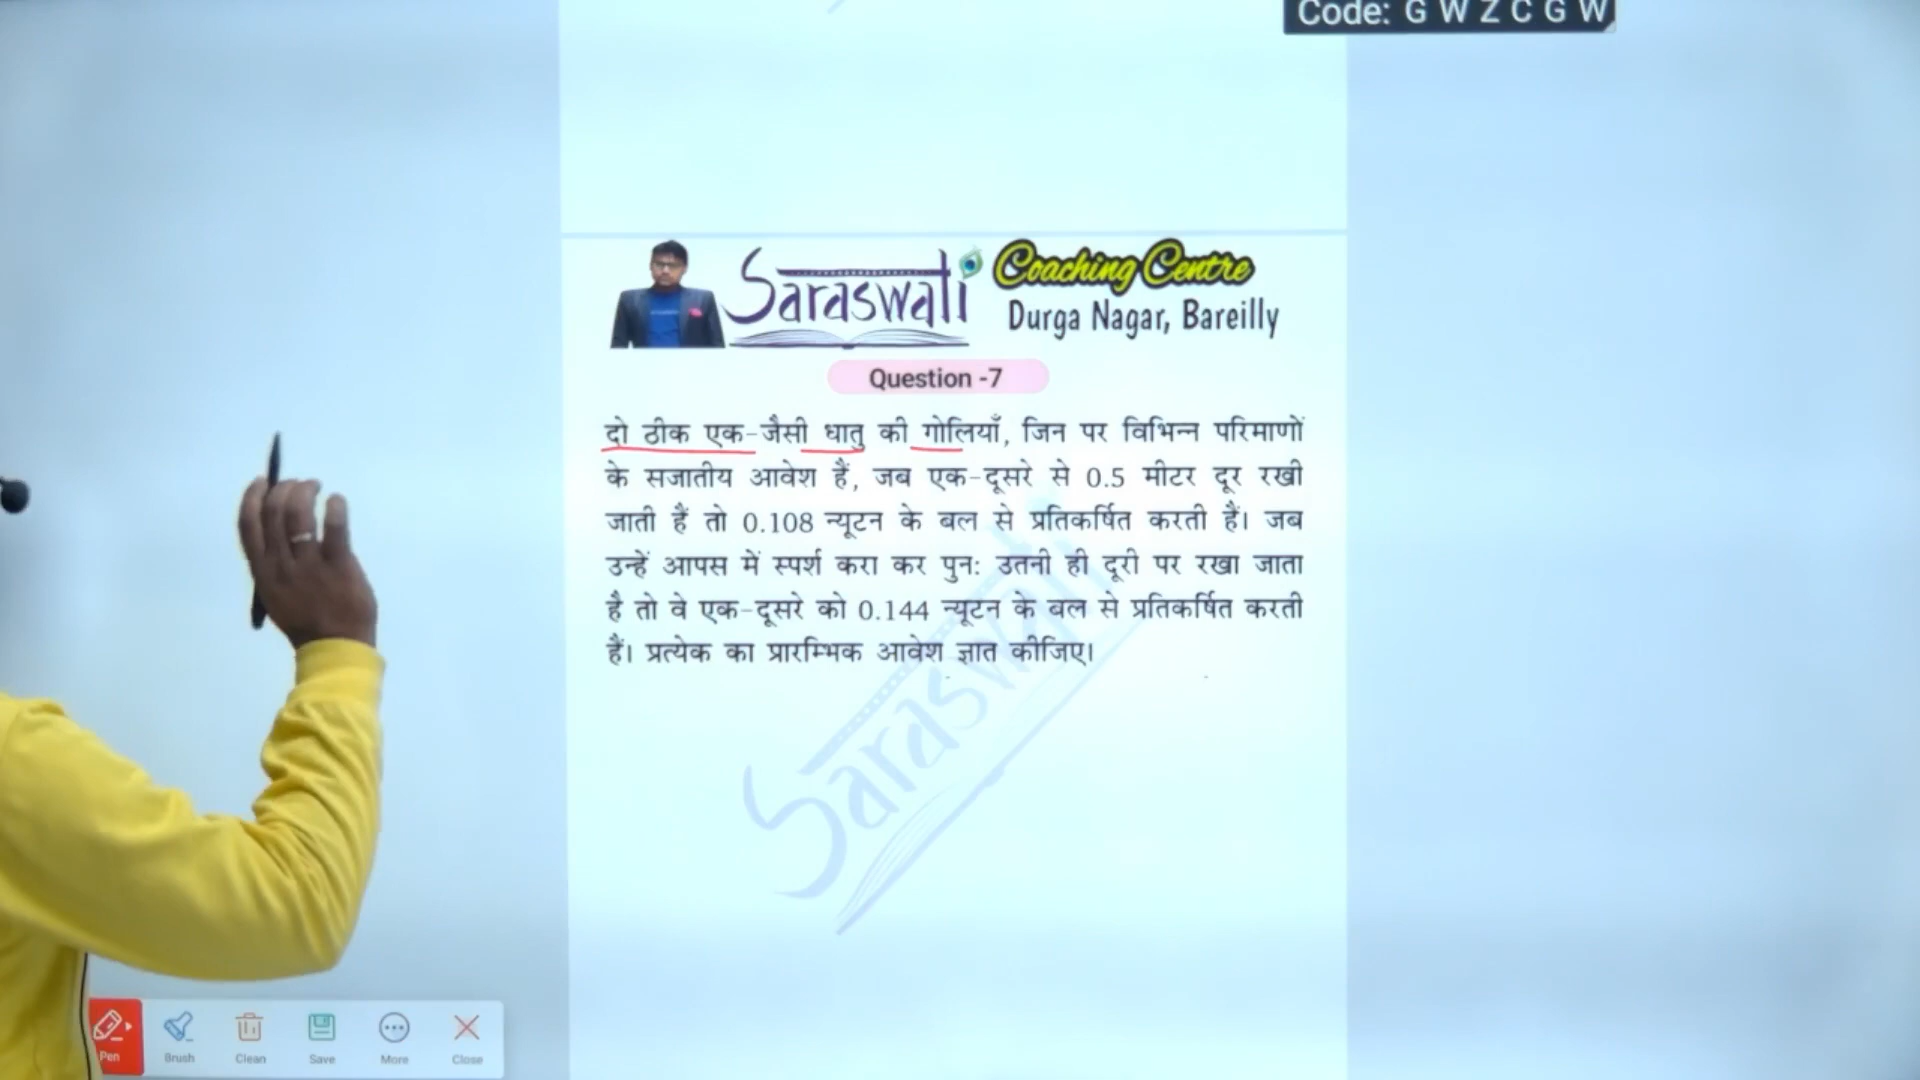 Code: G W Z C G W
Saraswati Coaching Centre
Durga Nagar, Bareilly
Question -7
दो ठीक एक-जैसी धातु की गोलियाँ, जिन पर विभिन्न परिमाणों
के सजातीय आवेश हैं, जब एक-दूसरे से 0.5 मीटर दूर रखी
जाती हैं तो 0.108 न्यूटन के बल से प्रतिकर्षित करती हैं। जब
उन्हें आपस में स्पर्श करा कर पुन: उतनी ही दूरी पर रखा जाता
है तो वे एक-दूसरे को 0.144 न्यूटन के बल से प्रतिकर्षित करती
हैं। प्रत्येक का प्रारम्भिक आवेश ज्ञात कीजिए।
Saraswati
Pen Brush Clean Save More Close